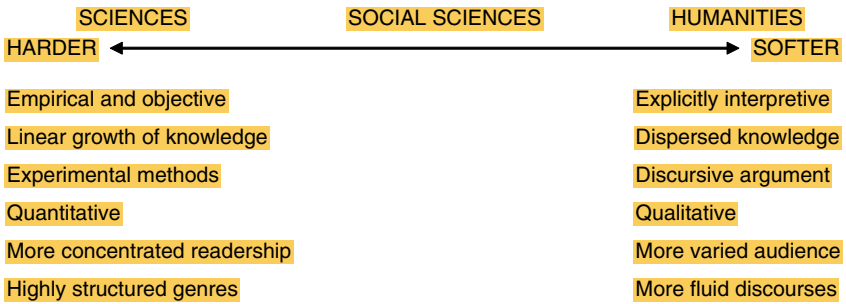 SCIENCES SOCIAL SCIENCES HUMANITIES
HARDER SOFTER
Empirical and objective Explicitly interpretive
Linear growth of knowledge Dispersed knowledge
Experimental methods Discursive argument
Quantitative Qualitative
More concentrated readership More varied audience
Highly structured genres More fluid discourses